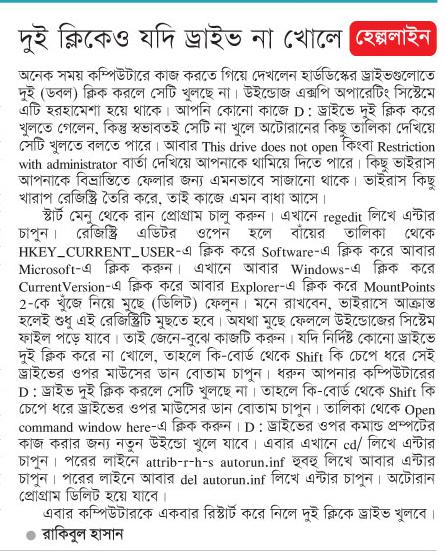 দুই ক্লিকেও যদি ড্রাইভ না খোলে হেল্পলাইন
অনেক সময় কম্পিউটারে কাজ করতে গিয়ে দেখলেন হার্ডডিস্কের ড্রাইভগুলোতে
দুই (ডবল) ক্লিক করলে সেটি খুলছে না। উইন্ডোজ এক্সপি অপারেটিং সিস্টেমে
এটি হরহামেশা হয়ে থাকে। আপনি কোনো কাজে D : ড্রাইভে দুই ক্লিক করে
খুলতে গেলেন, কিন্তু স্বভাবতই সেটি না খুলে অটোরানের কিছু তালিকা দেখিয়ে
সেটি খুলতে বলতে পারে। আবার This drive does not open কিংবা Restriction
with administrator বার্তা দেখিয়ে আপনাকে থামিয়ে দিতে পারে। কিছু ভাইরাস
আপনাকে বিভ্রান্তিতে ফেলার জন্য এমনভাবে সাজানো থাকে। ভাইরাস কিছু
খারাপ রেজিস্ট্রি তৈরি করে, তাই কাজে এমন বাধা আসে।
স্টার্ট মেনু থেকে রান প্রোগ্রাম চালু করুন। এখানে regedit লিখে এন্টার
চাপুন। রেজিস্ট্রি এডিটর ওপেন হলে বাঁয়ের তালিকা থেকে
HKEY_CURRENT_USER-এ ক্লিক করে Software-এ ক্লিক করে আবার
Microsoft-এ ক্লিক করুন। এখানে আবার Windows-এ ক্লিক করে
CurrentVersion-এ ক্লিক করে আবার Explorer-এ ক্লিক করে MountPoints
2-কে খুঁজে নিয়ে মুছে (ডিলিট) ফেলুন। মনে রাখবেন, ভাইরাসে আক্রান্ত
হলেই শুধু এই রেজিস্ট্রিটি মুছতে হবে। অযথা মুছে ফেললে উইন্ডোজের সিস্টেম
ফাইল পড়ে যাবে। তাই জেনে-বুঝে কাজটি করুন। যদি নির্দিষ্ট কোনো ড্রাইভে
দুই ক্লিক করে না খোলে, তাহলে কি-বোর্ড থেকে Shift কি চেপে ধরে সেই
ড্রাইভের ওপর মাউসের ডান বোতাম চাপুন। ধরুন আপনার কম্পিউটারের
D : ড্রাইভ দুই ক্লিক করলে সেটি খুলছে না। তাহলে কি-বোর্ড থেকে Shift কি
চেপে ধরে ড্রাইভের ওপর মাউসের ডান বোতাম চাপুন। তালিকা থেকে Open
command window here-এ ক্লিক করুন। D : ড্রাইভের ওপর কমান্ড প্রম্পটের
কাজ করার জন্য নতুন উইন্ডো খুলে যাবে। এবার এখানে cd/ লিখে এন্টার
চাপুন। পরের লাইনে attrib-r-h-s autorun.inf হুবহু লিখে আবার এন্টার
চাপুন। পরের লাইনে আবার del autorun.inf লিখে এন্টার চাপুন। অটোরান
প্রোগ্রাম ডিলিট হয়ে যাবে।
এবার কম্পিউটারকে একবার রিস্টার্ট করে নিলে দুই ক্লিকে ড্রাইভ খুলবে।
● রাকিবুল হাসান